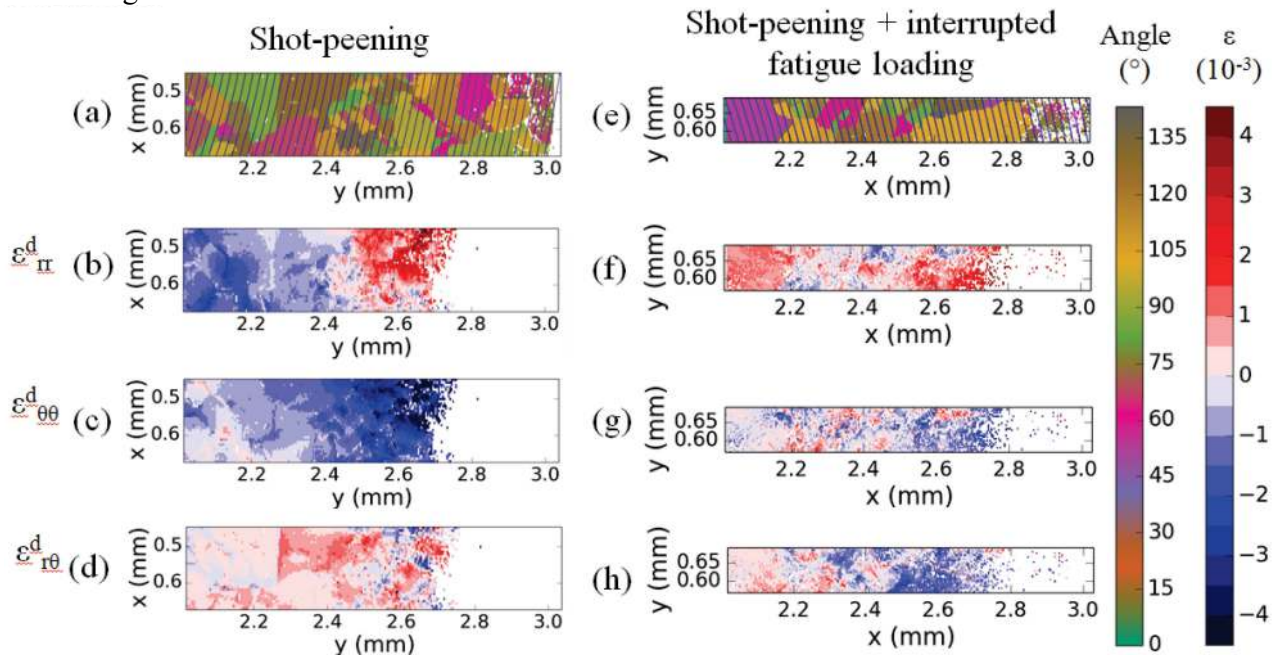 Shot-peening
Shot-peening + interrupted
fatigue loading
Angle
(°)
ε
(10⁻³)
(a)
x (mm)
0.5
0.6
2.2 2.4 2.6 2.8 3.0
y (mm)
(e)
y (mm)
0.65
0.60
2.2 2.4 2.6 2.8 3.0
x (mm)
εᵈrr (b)
x (mm)
0.5
0.6
2.2 2.4 2.6 2.8 3.0
y (mm)
(f)
y (mm)
0.65
0.60
2.2 2.4 2.6 2.8 3.0
x (mm)
εᵈθθ (c)
x (mm)
0.5
0.6
2.2 2.4 2.6 2.8 3.0
y (mm)
(g)
y (mm)
0.65
0.60
2.2 2.4 2.6 2.8 3.0
x (mm)
εᵈrθ (d)
x (mm)
0.5
0.6
2.2 2.4 2.6 2.8 3.0
y (mm)
(h)
y (mm)
0.65
0.60
2.2 2.4 2.6 2.8 3.0
x (mm)
135
120
105
90
75
60
45
30
15
0
4
3
2
1
0
−1
−2
−3
−4